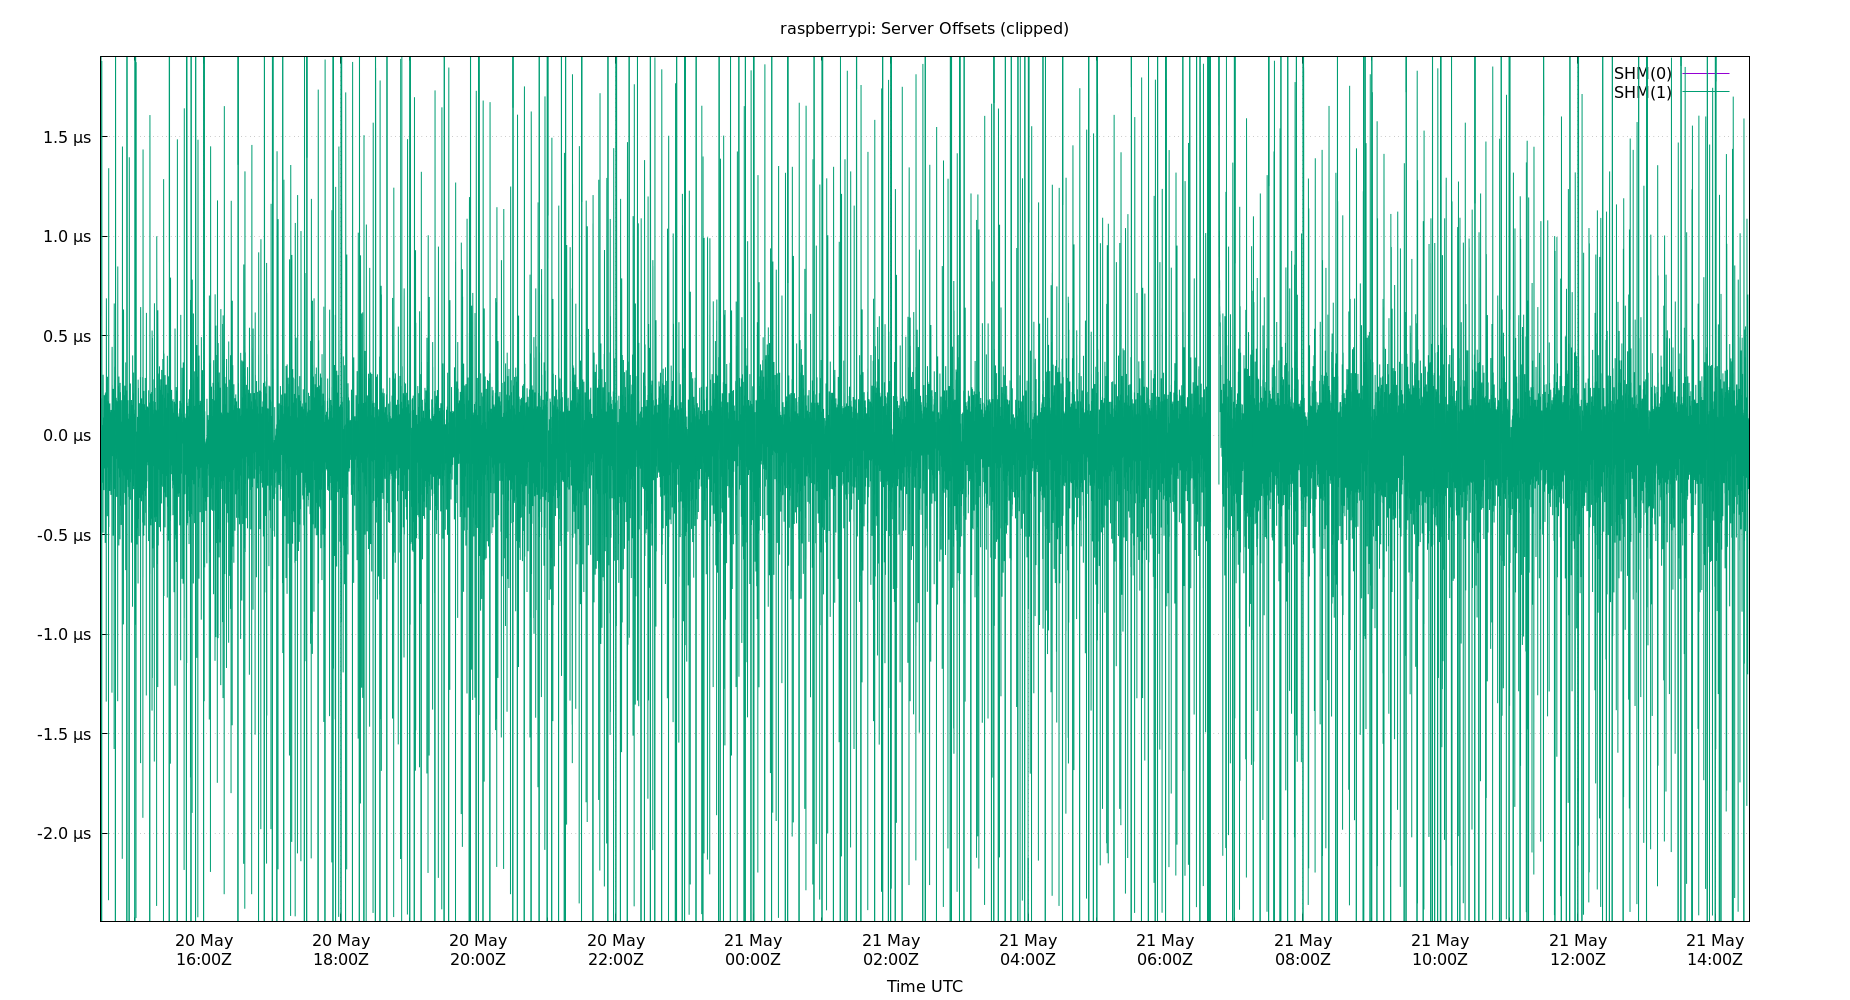 raspberrypi: Server Offsets (clipped)
SHM(0)
SHM(1)
1.5 µs
1.0 µs
0.5 µs
0.0 µs
-0.5 µs
-1.0 µs
-1.5 µs
-2.0 µs
20 May 20 May 20 May 20 May 21 May 21 May 21 May 21 May 21 May 21 May 21 May 21 May
16:00Z 18:00Z 20:00Z 22:00Z 00:00Z 02:00Z 04:00Z 06:00Z 08:00Z 10:00Z 12:00Z 14:00Z
Time UTC